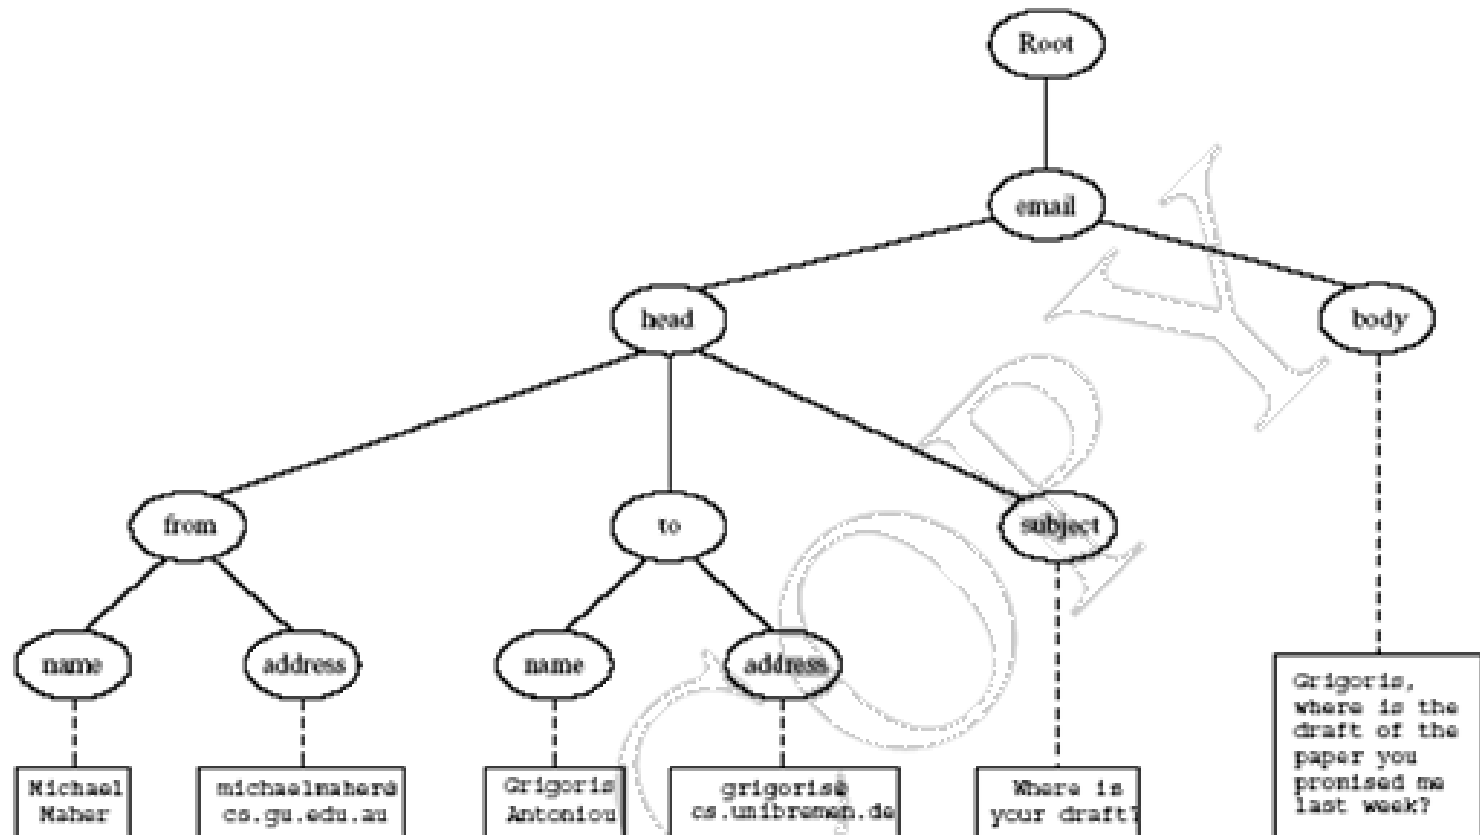 Root
email
head
body
from
to
subject
name
address
name
address
Michael
Maher
michaelmaher@
cs.gu.edu.au
Grigoris
Antoniou
grigoris@
cs.unibremen.de
Where is
your draft?
Grigoris,
where is the
draft of the
paper you
promised me
last week?
COPY